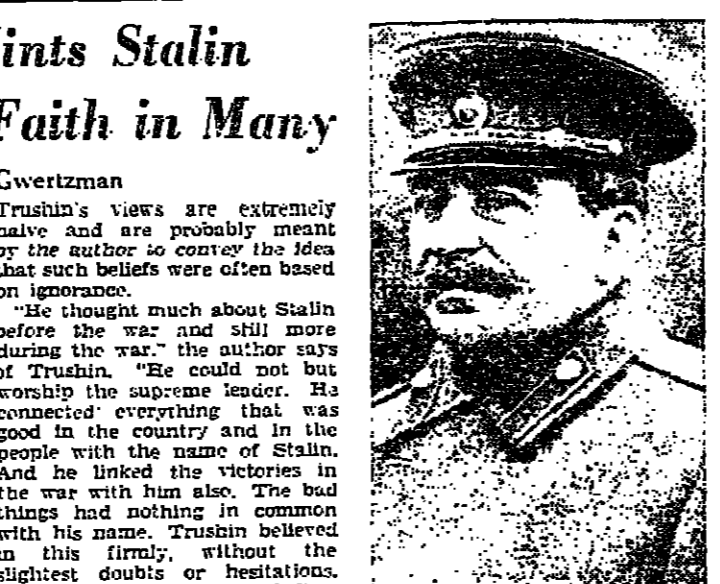 ints Stalin
Faith in Many
Gwertzman
Trushin's views are extremely
naive and are probably meant
by the author to convey the idea
that such beliefs were often based
on ignorance.
"He thought much about Stalin
before the war and still more
during the war." the author says
of Trushin. "He could not but
worship the supreme leader. He
connected everything that was
good in the country and in the
people with the name of Stalin.
And he linked the victories in
the war with him also. The bad
things had nothing in common
with his name. Trushin believed
in this firmly, without the
slightest doubts or hesitations.